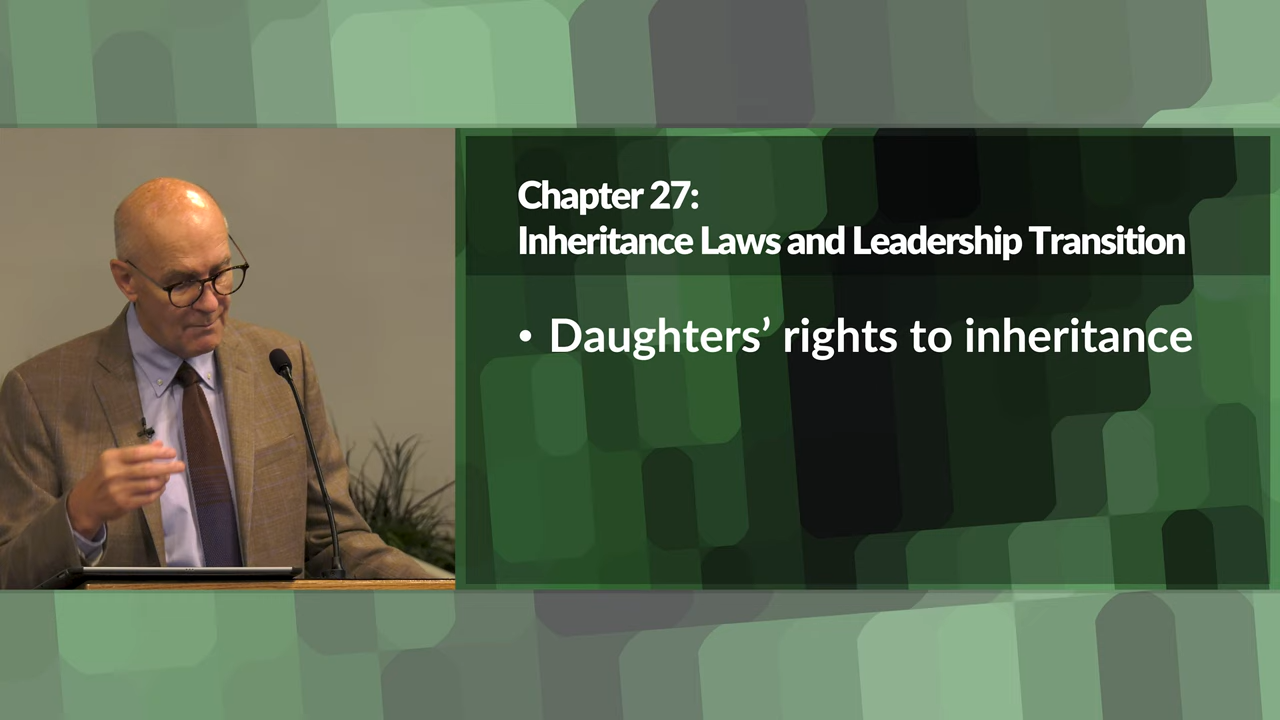 Chapter 27:
Inheritance Laws and Leadership Transition
• Daughters’ rights to inheritance